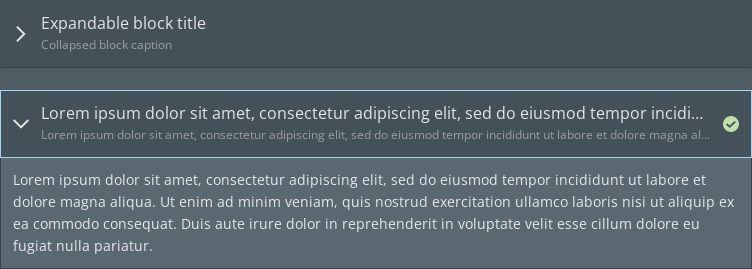 Expandable block title
Collapsed block caption
Lorem ipsum dolor sit amet, consectetur adipiscing elit, sed do eiusmod tempor incidi...
Lorem ipsum dolor sit amet, consectetur adipiscing elit, sed do eiusmod tempor incididunt ut labore et dolore magna al...
Lorem ipsum dolor sit amet, consectetur adipiscing elit, sed do eiusmod tempor incididunt ut labore et
dolore magna aliqua. Ut enim ad minim veniam, quis nostrud exercitation ullamco laboris nisi ut aliquip ex
ea commodo consequat. Duis aute irure dolor in reprehenderit in voluptate velit esse cillum dolore eu
fugiat nulla pariatur.